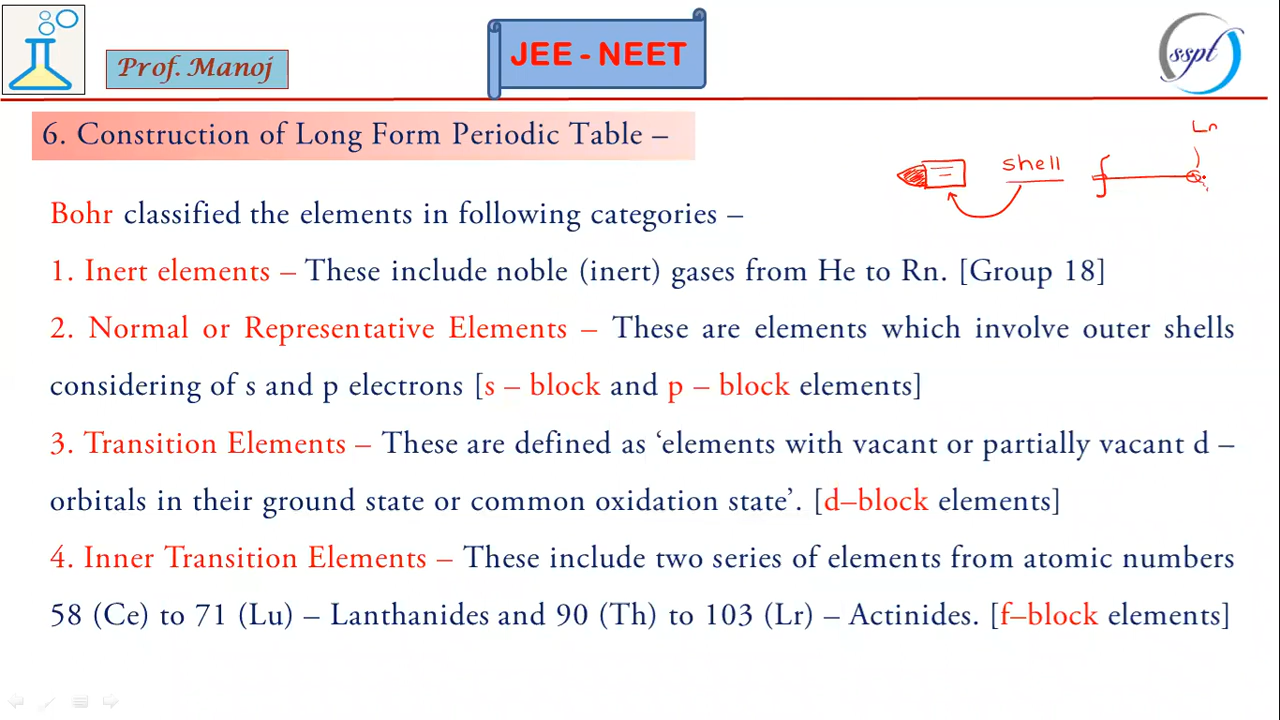 JEE - NEET
Prof. Manoj
sspt
6. Construction of Long Form Periodic Table –
Ln
shell
Bohr classified the elements in following categories –
1. Inert elements – These include noble (inert) gases from He to Rn. [Group 18]
2. Normal or Representative Elements – These are elements which involve outer shells
considering of s and p electrons [s – block and p – block elements]
3. Transition Elements – These are defined as ‘elements with vacant or partially vacant d –
orbitals in their ground state or common oxidation state’. [d–block elements]
4. Inner Transition Elements – These include two series of elements from atomic numbers
58 (Ce) to 71 (Lu) – Lanthanides and 90 (Th) to 103 (Lr) – Actinides. [f–block elements]